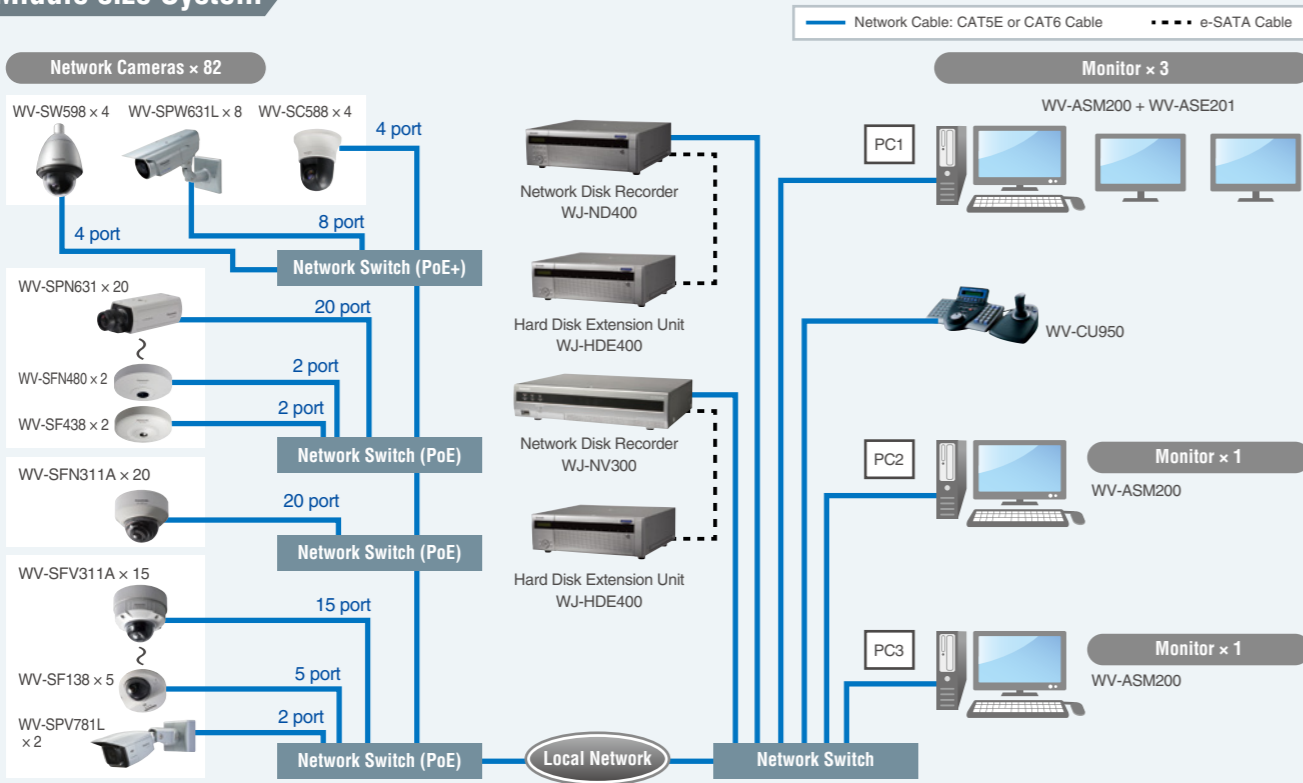 Middle size System
Network Cable: CAT5E or CAT6 Cable
e-SATA Cable
Network Cameras × 82
WV-SW598 × 4
WV-SPW631L × 8
WV-SC588 × 4
4 port
4 port
8 port
Network Switch (PoE+)
WV-SPN631 × 20
20 port
WV-SFN480 × 2
2 port
WV-SF438 × 2
2 port
Network Switch (PoE)
WV-SFN311A × 20
20 port
Network Switch (PoE)
WV-SFV311A × 15
15 port
WV-SF138 × 5
5 port
WV-SPV781L
× 2
2 port
Network Switch (PoE)
Local Network
Network Switch
Network Disk Recorder
WJ-ND400
Hard Disk Extension Unit
WJ-HDE400
Network Disk Recorder
WJ-NV300
Hard Disk Extension Unit
WJ-HDE400
Monitor × 3
WV-ASM200 + WV-ASE201
PC1
WV-CU950
PC2
Monitor × 1
WV-ASM200
PC3
Monitor × 1
WV-ASM200